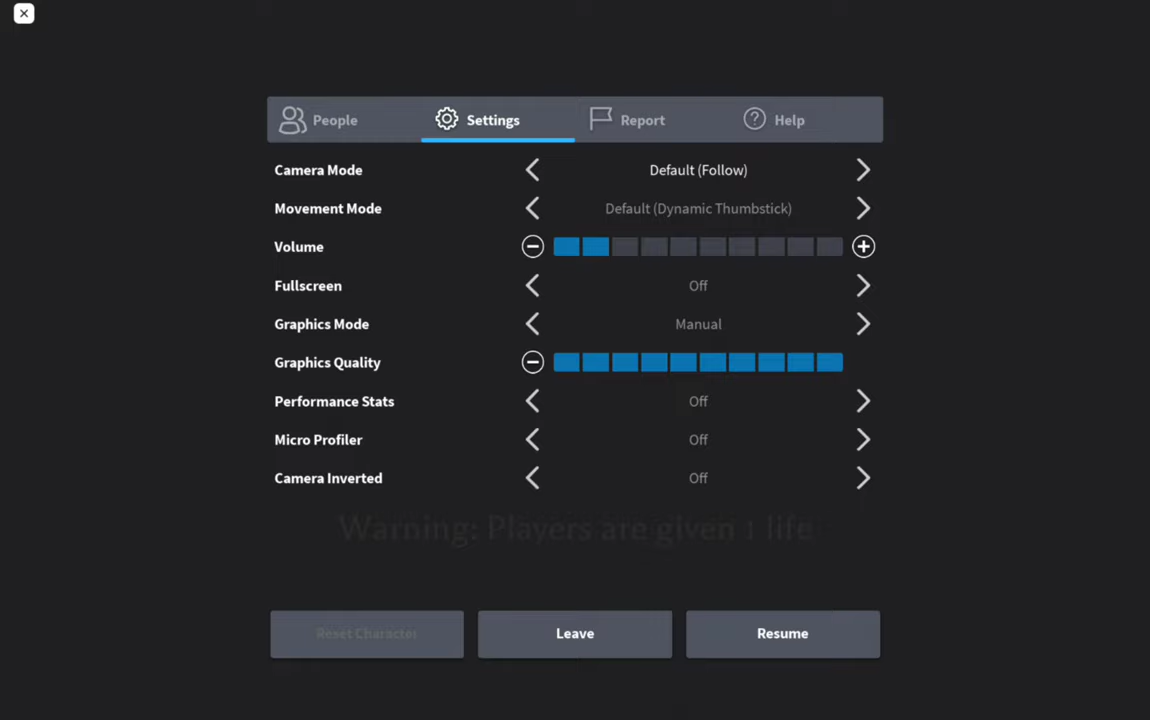 People Settings Report Help
Camera Mode Default (Follow)
Movement Mode Default (Dynamic Thumbstick)
Volume
Fullscreen Off
Graphics Mode Manual
Graphics Quality
Performance Stats Off
Micro Profiler Off
Camera Inverted Off
Warning: Players are given 1 life
Reset Character Leave Resume